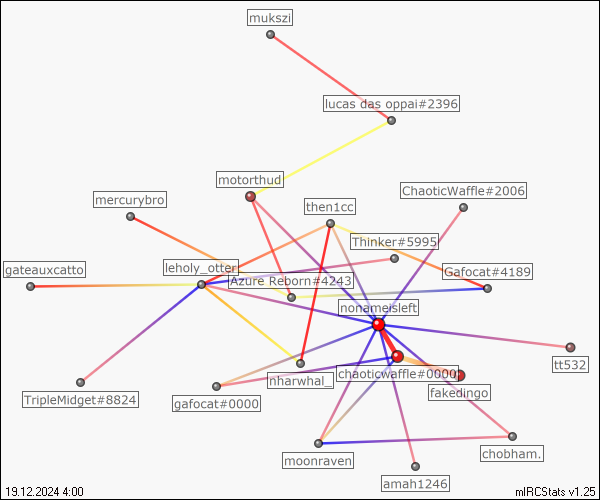 mukszi
lucas das oppai#2396
motorthud
ChaoticWaffle#2006
mercurybro
then1cc
Thinker#5995
leholy_otter
gateauxcatto
Gafocat#4189
Azure Reborn#4243
nonameisleft
tt532
chaoticwaffle#0000
nharwhal_
fakedingo
TripleMidget#8824
gafocat#0000
chobham.
moonraven
amah1246
19.12.2024 4:00
mIRCStats v1.25